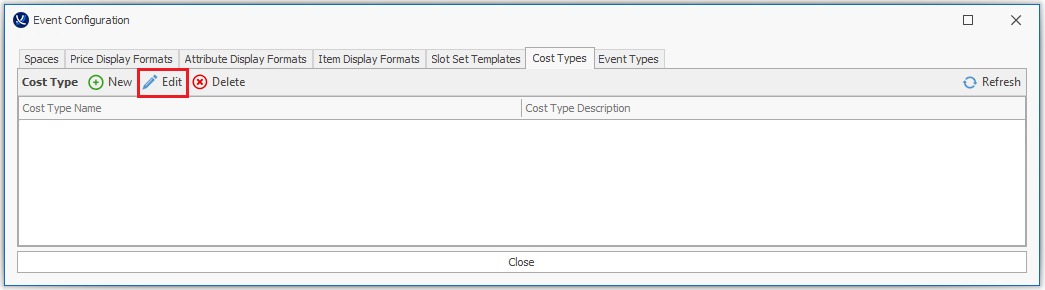 Event Configuration
Spaces Price Display Formats Attribute Display Formats Item Display Formats Slot Set Templates Cost Types Event Types
Cost Type New Edit Delete Refresh
Cost Type Name Cost Type Description
Close